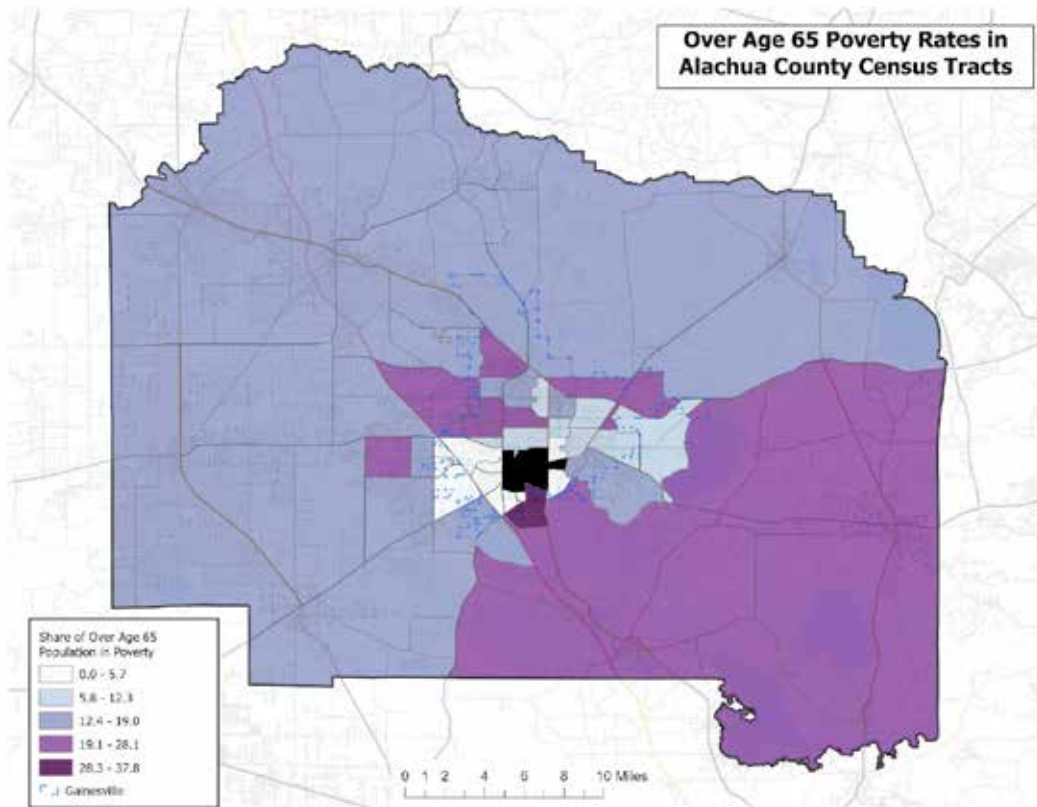 Over Age 65 Poverty Rates in
Alachua County Census Tracts
Share of Over Age 65
Population in Poverty
0.0 - 5.7
5.8 - 12.3
12.4 - 19.0
19.1 - 28.1
28.3 - 37.8
Gainesville
0 1 2 4 6 8 10 Miles